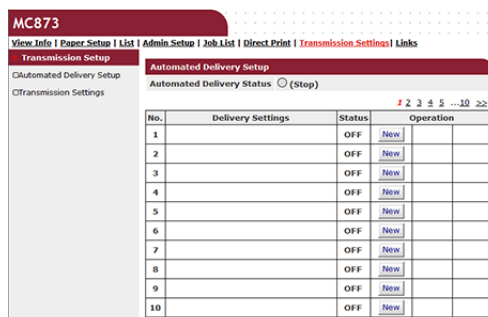 MC873
View Info | Paper Setup | List | Admin Setup | Job List | Direct Print | Transmission Settings | Links
Transmission Setup
Automated Delivery Setup
Transmission Settings
Automated Delivery Setup
Automated Delivery Status (Stop)
1 2 3 4 5 ...10 >>
No. Delivery Settings Status Operation
1 OFF New
2 OFF New
3 OFF New
4 OFF New
5 OFF New
6 OFF New
7 OFF New
8 OFF New
9 OFF New
10 OFF New